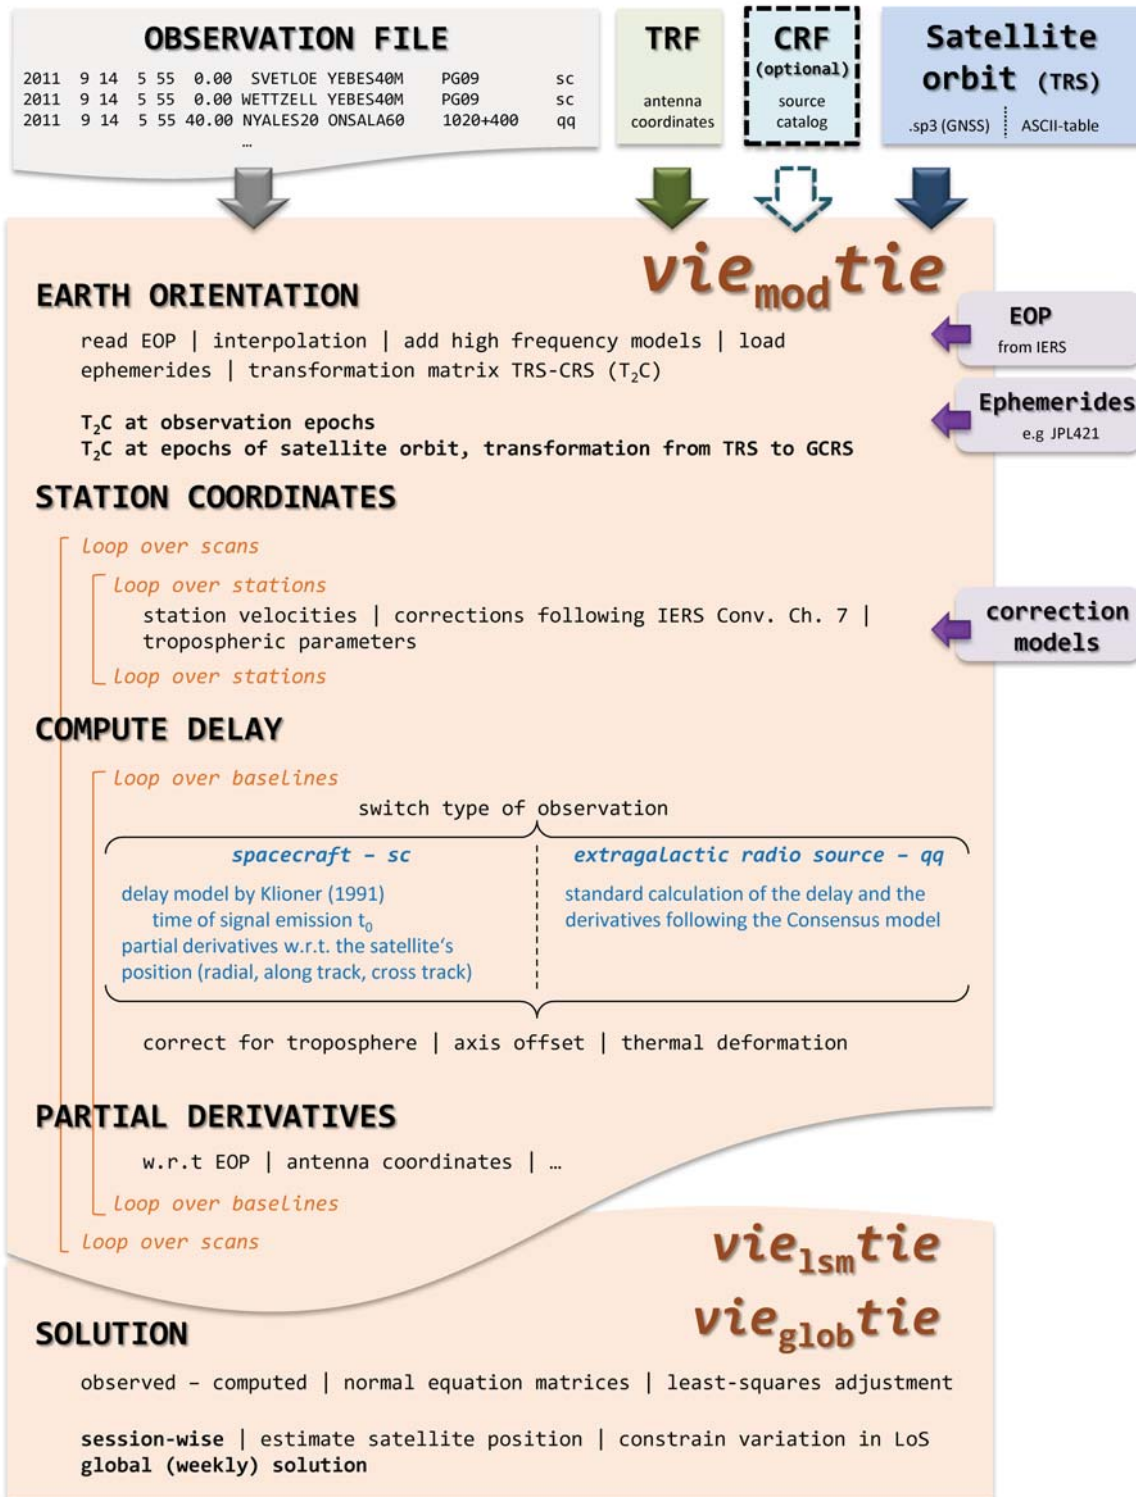 OBSERVATION FILE
2011 9 14 5 55 0.00 SVETLOE YEBES40M PG09 sc
2011 9 14 5 55 0.00 WETTZELL YEBES40M PG09 sc
2011 9 14 5 55 40.00 NYALES20 ONSALA60 1020+400 qq
…
TRF
antenna
coordinates
CRF
(optional)
source
catalog
Satellite
orbit (TRS)
.sp3 (GNSS) ASCII-table
vie_mod tie
EARTH ORIENTATION
read EOP | interpolation | add high frequency models | load
ephemerides | transformation matrix TRS-CRS (T₂C)
T₂C at observation epochs
T₂C at epochs of satellite orbit, transformation from TRS to GCRS
EOP
from IERS
Ephemerides
e.g JPL421
STATION COORDINATES
Loop over scans
Loop over stations
station velocities | corrections following IERS Conv. Ch. 7 |
tropospheric parameters
Loop over stations
correction
models
COMPUTE DELAY
Loop over baselines
switch type of observation
spacecraft – sc
delay model by Klioner (1991)
time of signal emission t₀
partial derivatives w.r.t. the satellite‘s
position (radial, along track, cross track)
extragalactic radio source – qq
standard calculation of the delay and the
derivatives following the Consensus model
correct for troposphere | axis offset | thermal deformation
PARTIAL DERIVATIVES
w.r.t EOP | antenna coordinates | …
Loop over baselines
Loop over scans
vie_lsm tie
vie_glob tie
SOLUTION
observed – computed | normal equation matrices | least-squares adjustment
session-wise | estimate satellite position | constrain variation in LoS
global (weekly) solution